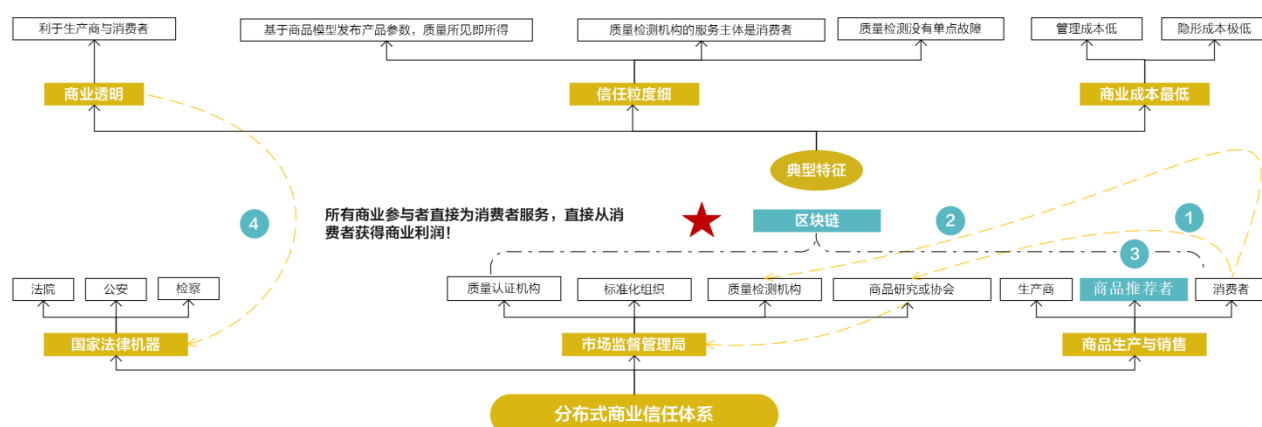 利于生产商与消费者
基于商品模型发布产品参数，质量所见即所得
质量检测机构的服务主体是消费者
质量检测没有单点故障
管理成本低
隐形成本极低
商业透明
信任粒度细
商业成本最低
典型特征
所有商业参与者直接为消费者服务，直接从消
费者获得商业利润！
区块链
1
2
3
4
法院
公安
检察
质量认证机构
标准化组织
质量检测机构
商品研究或协会
生产商
商品推荐者
消费者
国家法律机器
市场监督管理局
商品生产与销售
分布式商业信任体系